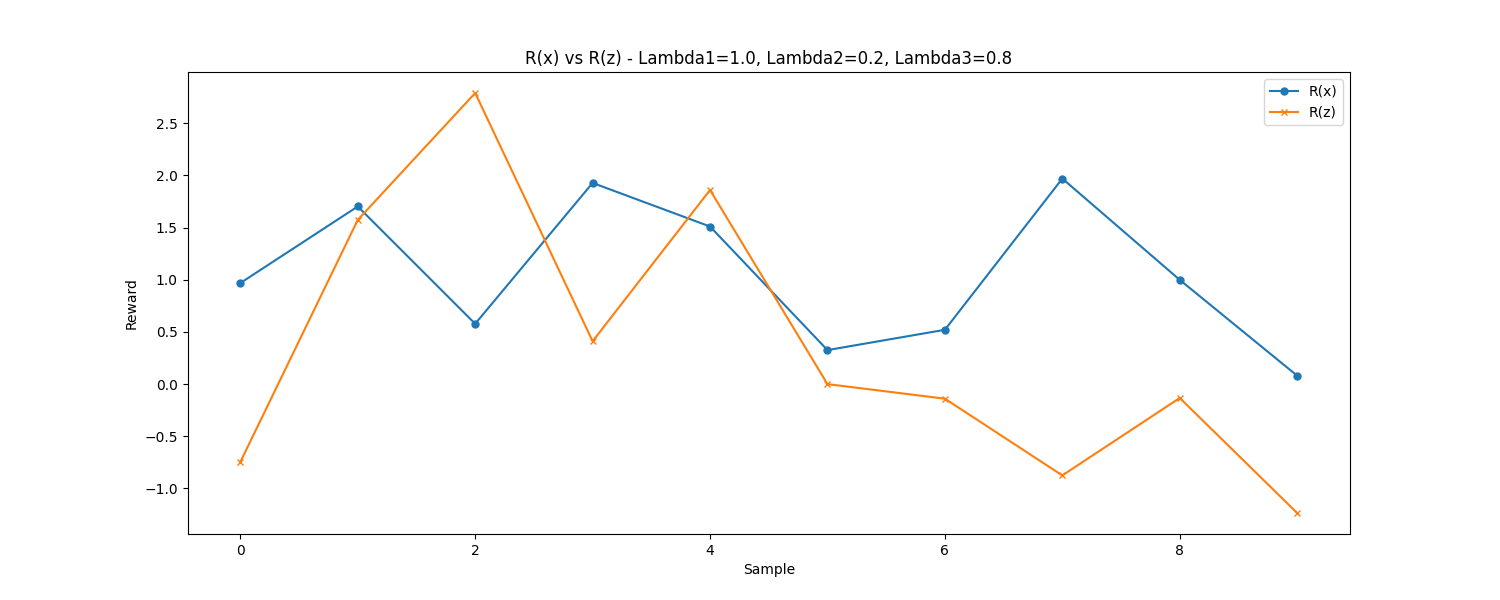 R(x) vs R(z) - Lambda1=1.0, Lambda2=0.2, Lambda3=0.8
R(x)
R(z)
2.5
2.0
1.5
1.0
0.5
0.0
−0.5
−1.0
Reward
0 2 4 6 8
Sample